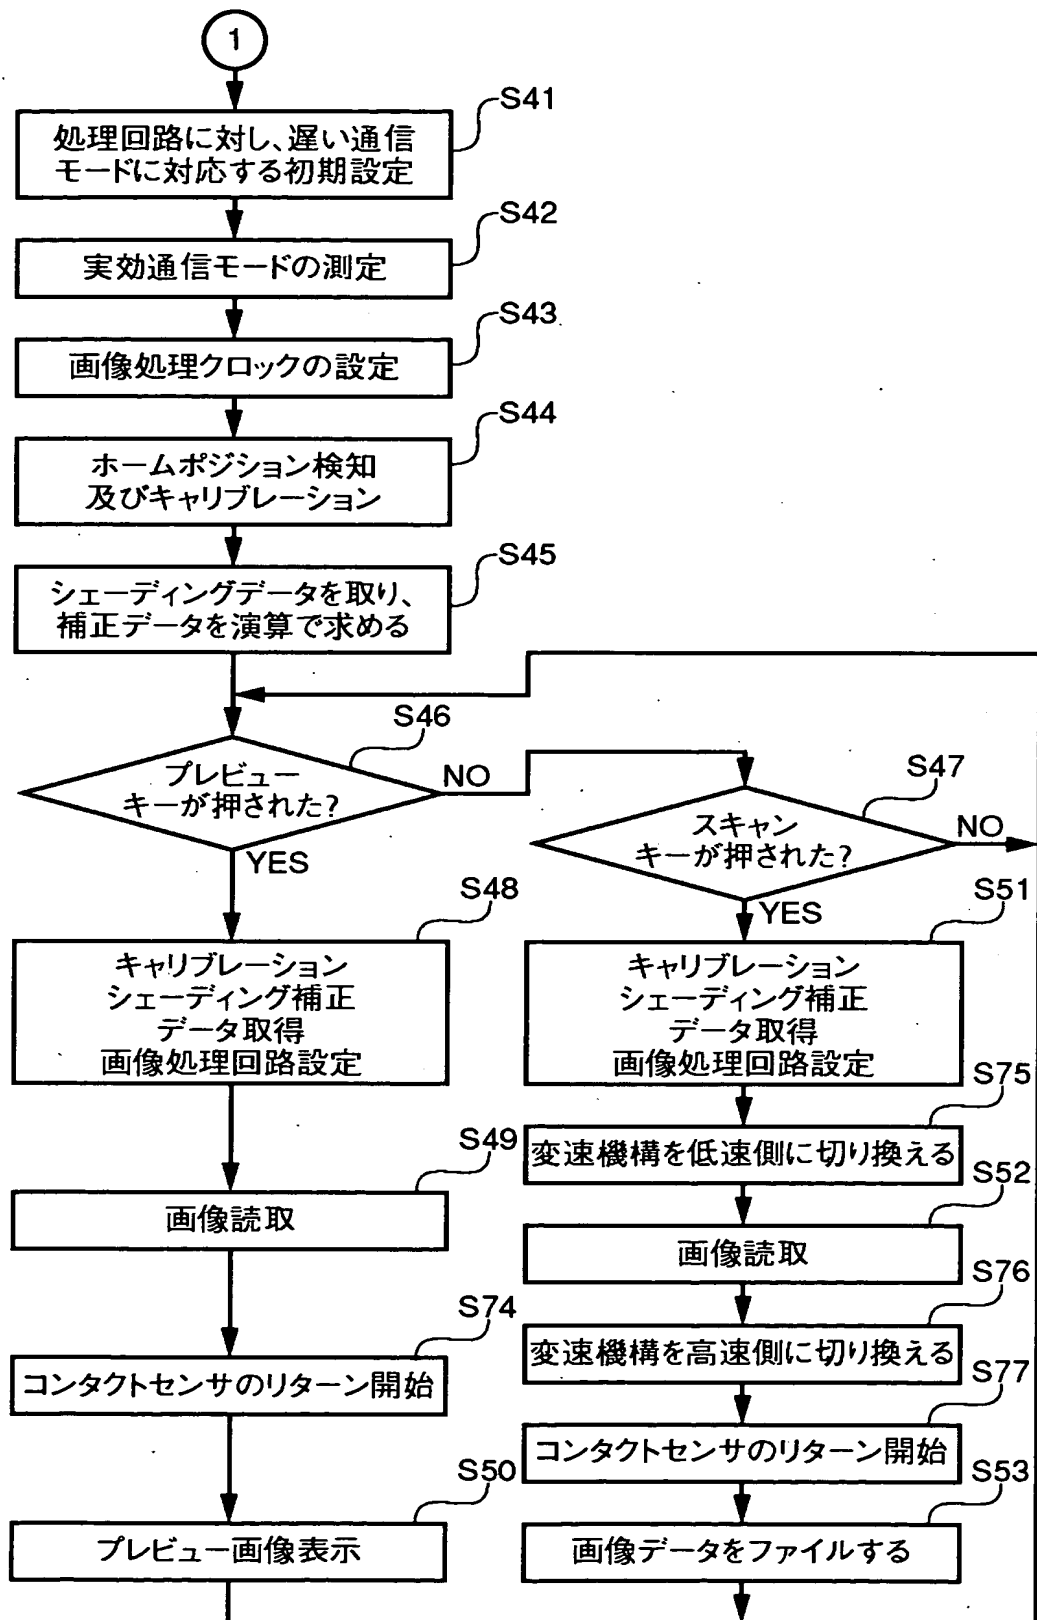 1
S41
処理回路に対し、遅い通信
モードに対応する初期設定
S42
実効通信モードの測定
S43
画像処理クロックの設定
S44
ホームポジション検知
及びキャリブレーション
S45
シェーディングデータを取り、
補正データを演算で求める
S46
プレビュー
キーが押された?
NO
YES
S47
スキャン
キーが押された?
NO
YES
S48
キャリブレーション
シェーディング補正
データ取得
画像処理回路設定
S49
画像読取
S74
コンタクトセンサのリターン開始
S50
プレビュー画像表示
S51
キャリブレーション
シェーディング補正
データ取得
画像処理回路設定
S75
変速機構を低速側に切り換える
S52
画像読取
S76
変速機構を高速側に切り換える
S77
コンタクトセンサのリターン開始
S53
画像データをファイルする